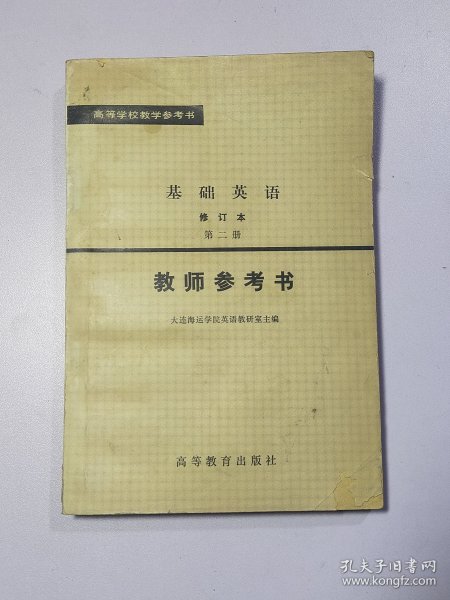 高等学校教学参考书
基础英语
修订本
第二册
教师参考书
大连海运学院英语教研室主编
高等教育出版社
孔夫子旧书网
www.kongfz.com